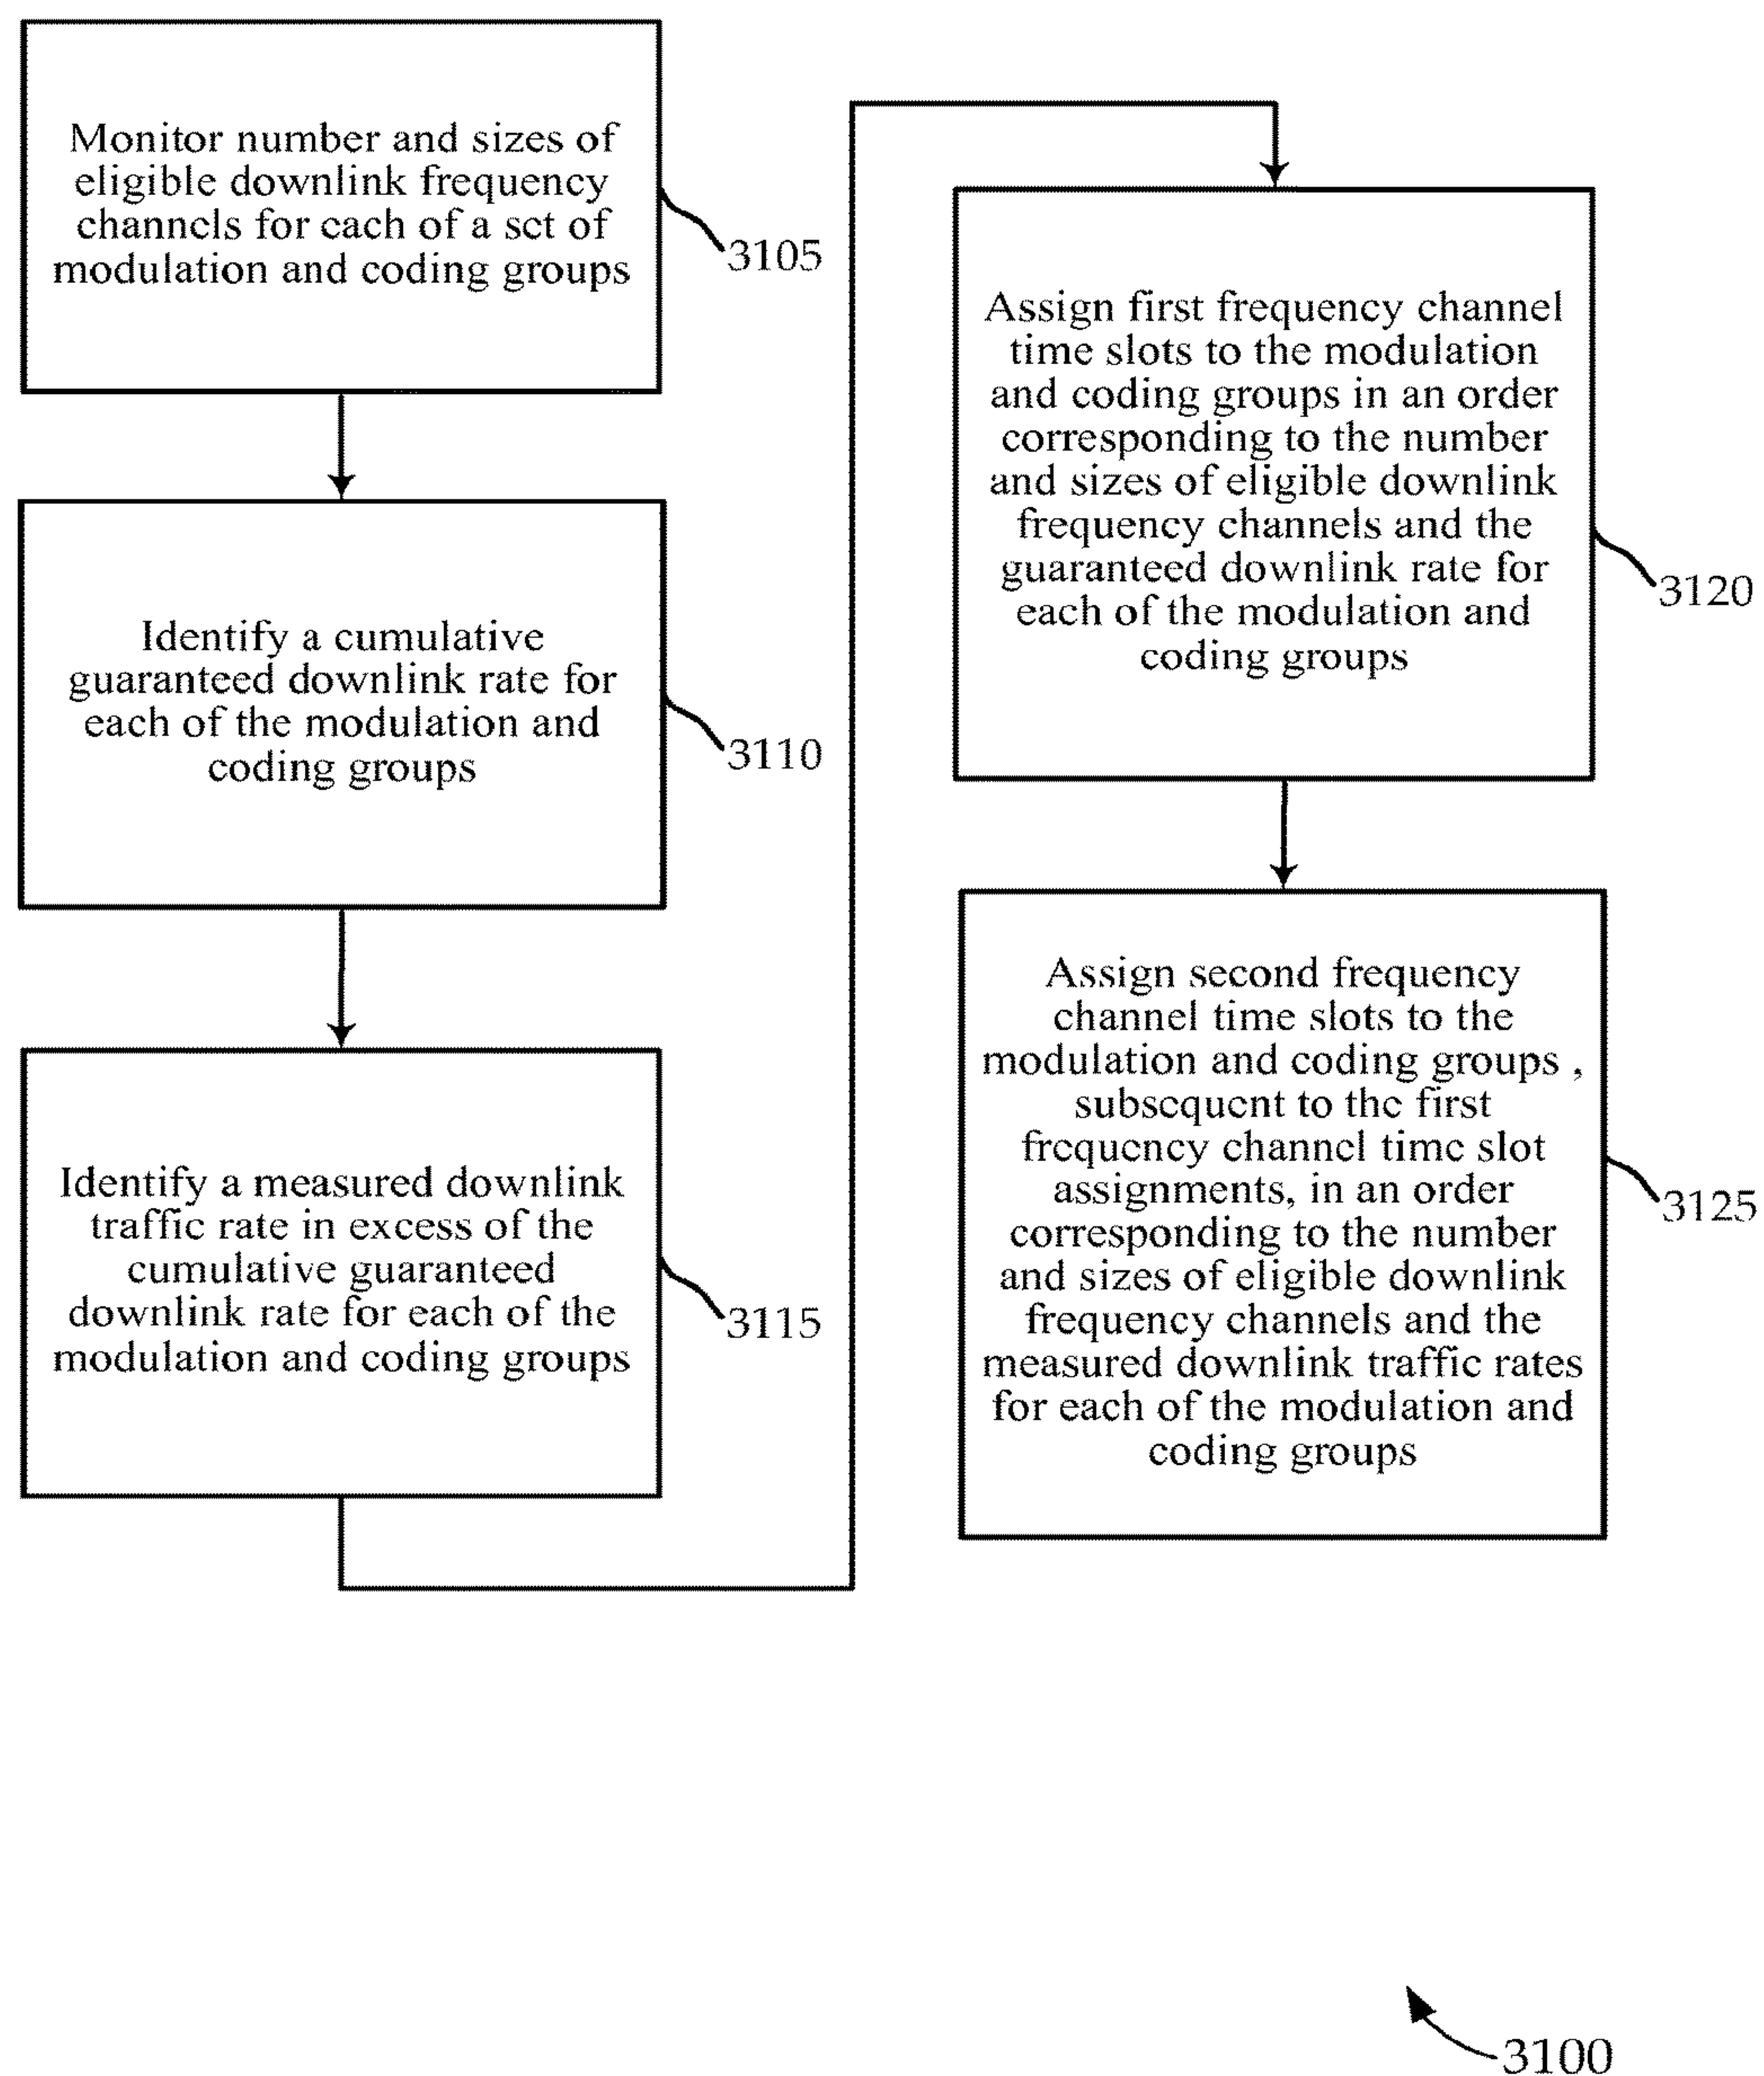 Monitor number and sizes of
eligible downlink frequency
channels for each of a set of
modulation and coding groups
3105
Identify a cumulative
guaranteed downlink rate for
each of the modulation and
coding groups
3110
Identify a measured downlink
traffic rate in excess of the
cumulative guaranteed
downlink rate for each of the
modulation and coding groups
3115
Assign first frequency channel
time slots to the modulation
and coding groups in an order
corresponding to the number
and sizes of eligible downlink
frequency channels and the
guaranteed downlink rate for
each of the modulation and
coding groups
3120
Assign second frequency
channel time slots to the
modulation and coding groups ,
subsequent to the first
frequency channel time slot
assignments, in an order
corresponding to the number
and sizes of eligible downlink
frequency channels and the
measured downlink traffic rates
for each of the modulation and
coding groups
3125
3100